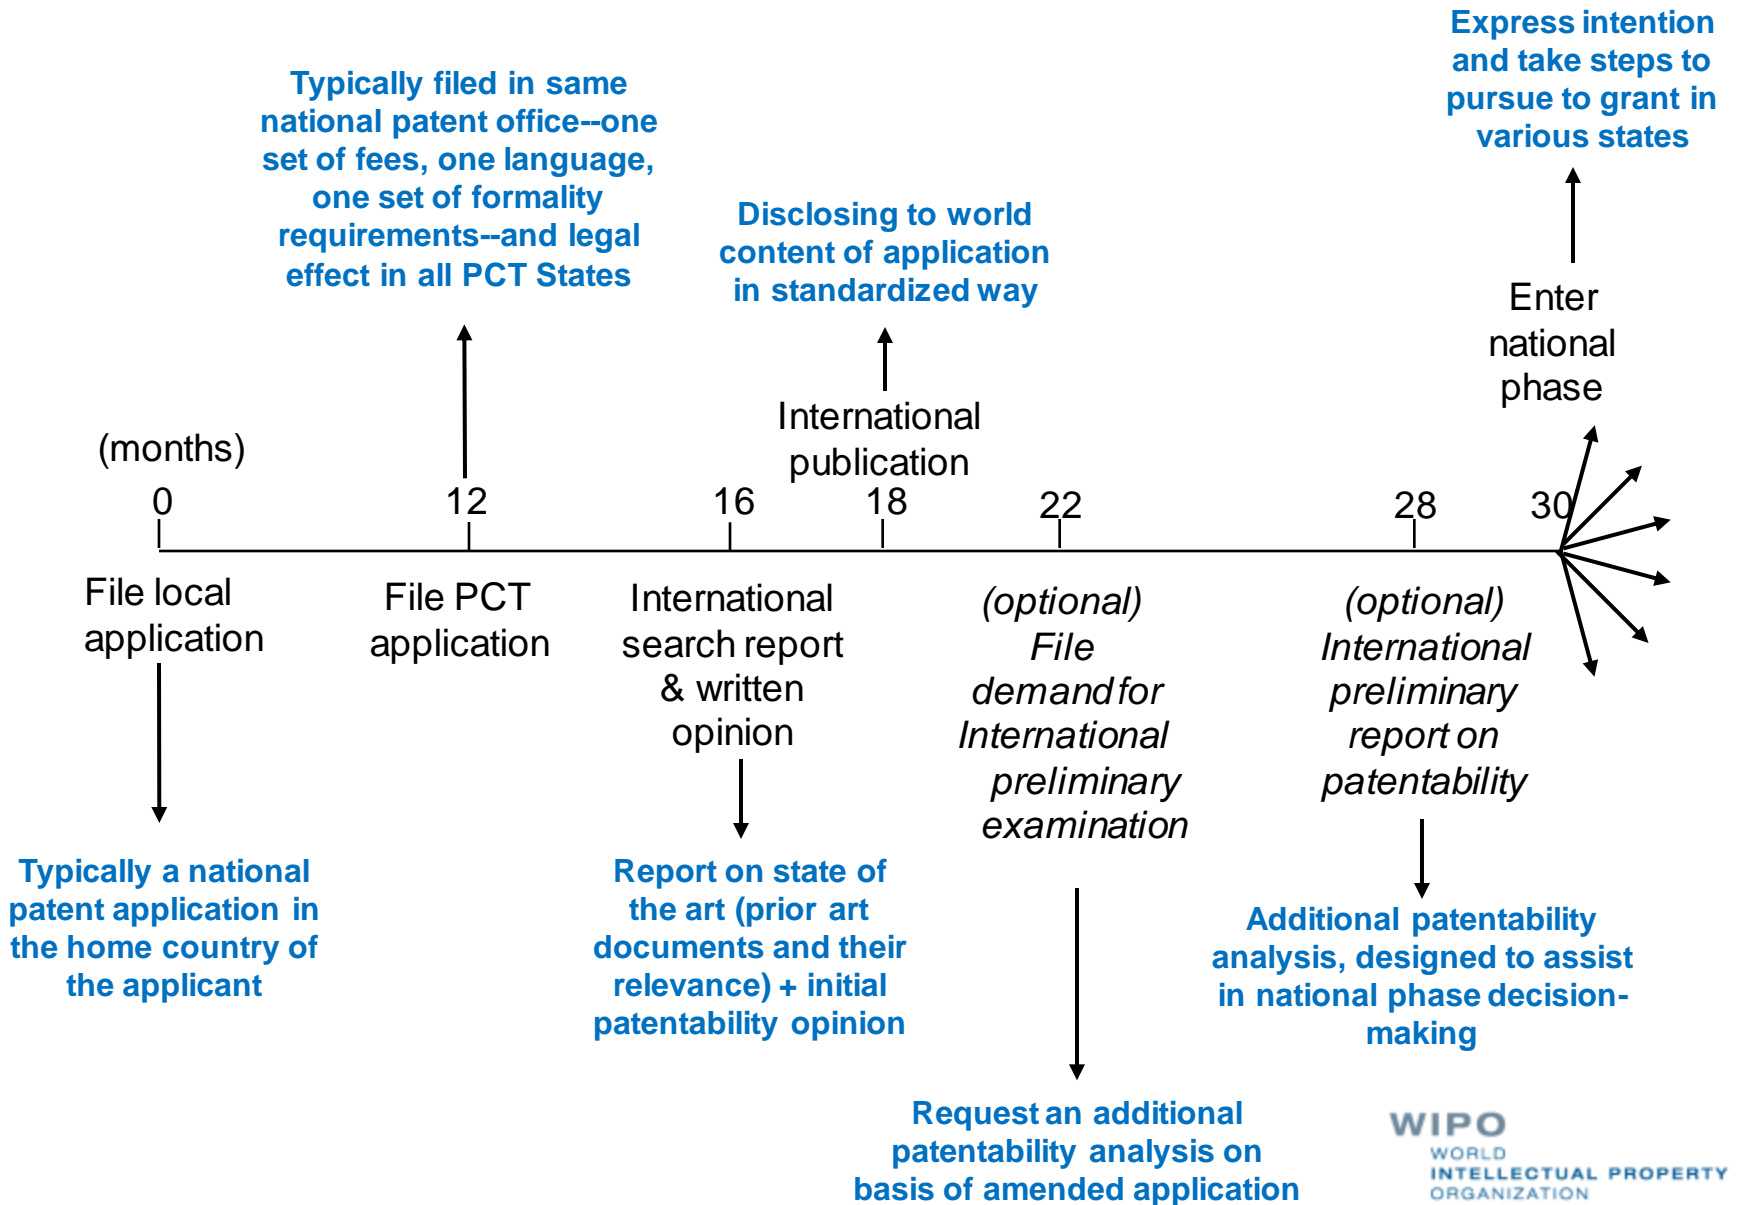 Express intention
and take steps to
pursue to grant in
various states
Typically filed in same
national patent office--one
set of fees, one language,
one set of formality
requirements--and legal
effect in all PCT States
Disclosing to world
content of application
in standardized way
Enter
national
phase
International
publication
(months)
0
12
16
18
22
28
30
File local
application
File PCT
application
International
search report
& written
opinion
(optional)
File
demand for
International
preliminary
examination
(optional)
International
preliminary
report on
patentability
Typically a national
patent application in
the home country of
the applicant
Report on state of
the art (prior art
documents and their
relevance) + initial
patentability opinion
Additional patentability
analysis, designed to assist
in national phase decision-
making
Request an additional
patentability analysis on
basis of amended application
WIPO
WORLD
INTELLECTUAL PROPERTY
ORGANIZATION